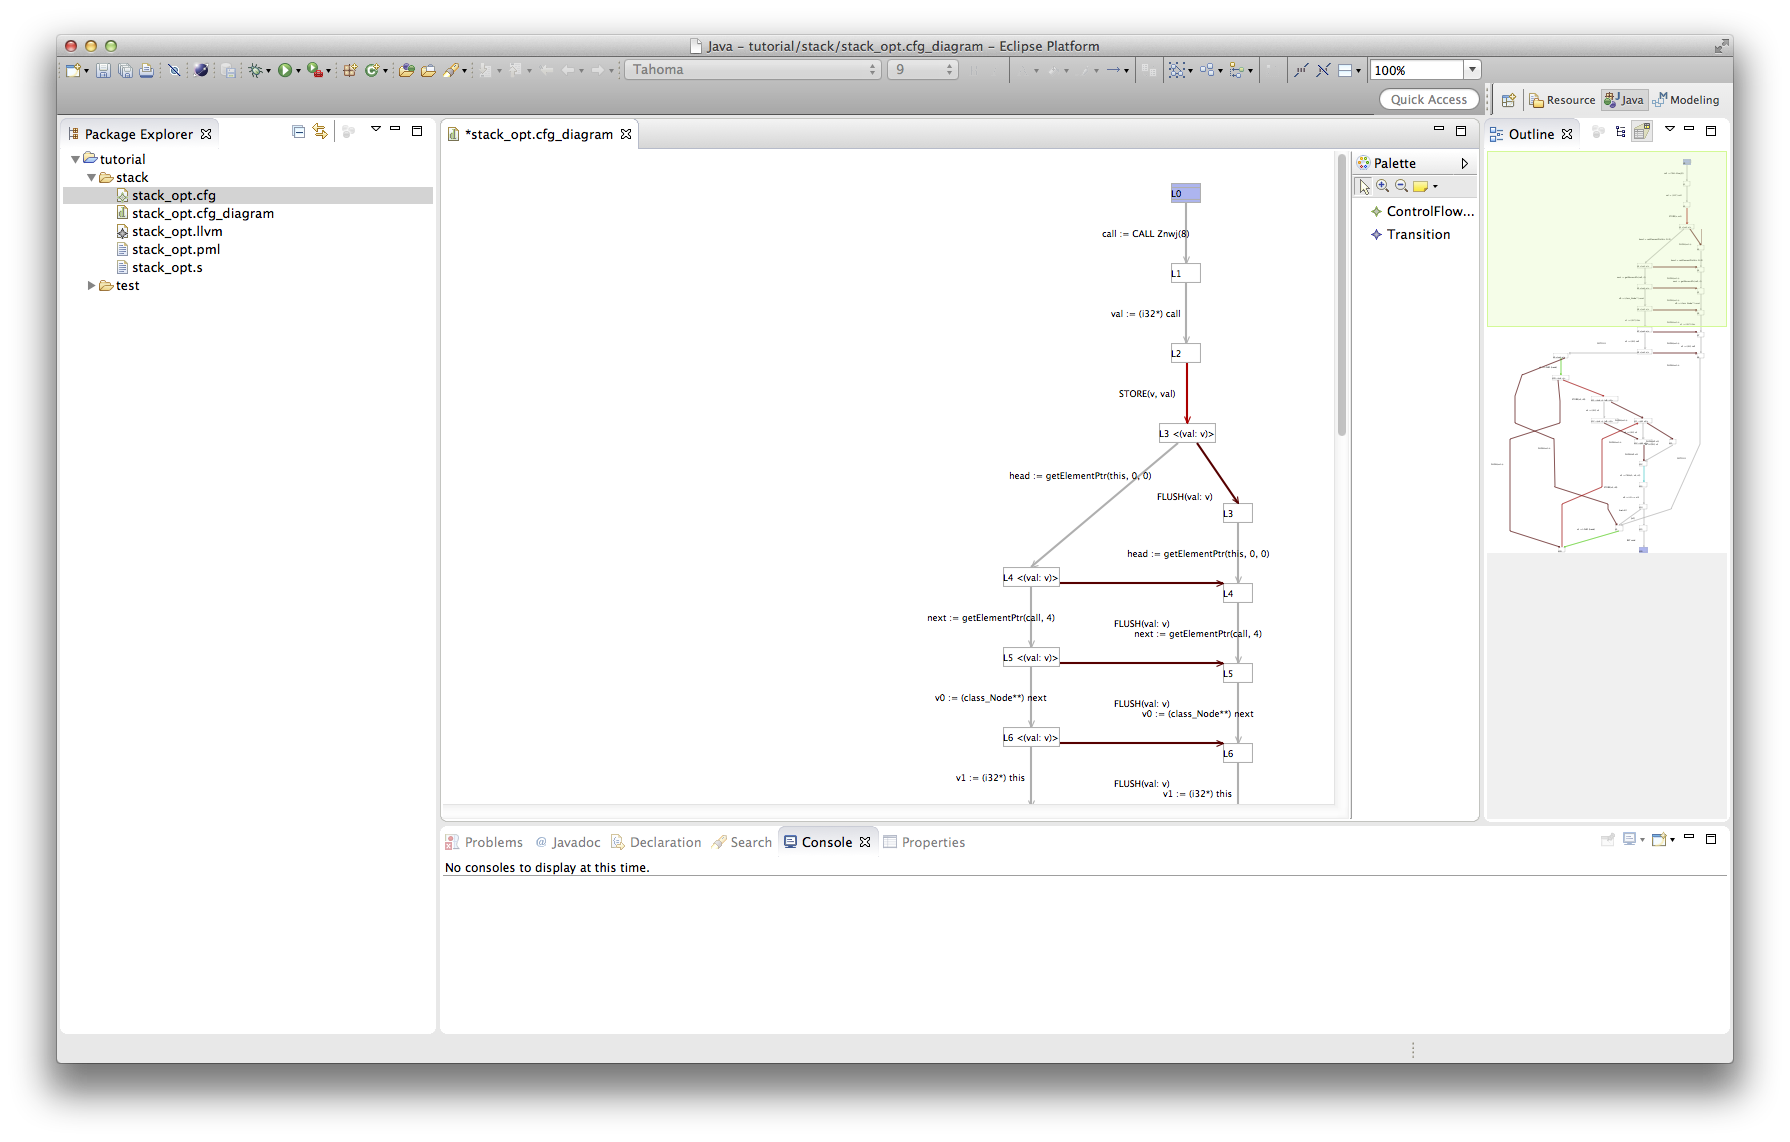 Java – tutorial/stack/stack_opt.cfg_diagram – Eclipse Platform
Tahoma
9
100%
Quick Access
Resource
Java
Modeling
Package Explorer
tutorial
stack
stack_opt.cfg
stack_opt.cfg_diagram
stack_opt.llvm
stack_opt.pml
stack_opt.s
test
*stack_opt.cfg_diagram
L0
call := CALL Znwj(8)
L1
val := (i32*) call
L2
STORE(v, val)
L3 <(val: v)>
head := getElementPtr(this, 0, 0)
FLUSH(val: v)
L3
head := getElementPtr(this, 0, 0)
L4 <(val: v)>
L4
next := getElementPtr(call, 4)
FLUSH(val: v)
next := getElementPtr(call, 4)
L5 <(val: v)>
L5
v0 := (class_Node**) next
FLUSH(val: v)
v0 := (class_Node**) next
L6 <(val: v)>
L6
v1 := (i32*) this
FLUSH(val: v)
v1 := (i32*) this
Palette
ControlFlow...
Transition
Outline
Problems
@ Javadoc
Declaration
Search
Console
Properties
No consoles to display at this time.